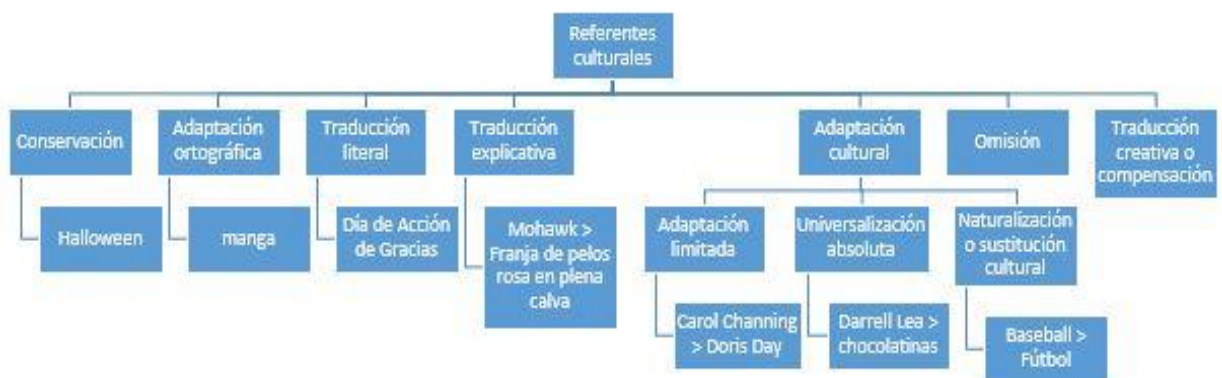 Referentes
culturales
Conservación
Adaptación
ortográfica
Traducción
literal
Traducción
explicativa
Adaptación
cultural
Omisión
Traducción
creativa o
compensación
Halloween
manga
Día de Acción
de Gracias
Mohawk >
Franja de pelos
rosa en plena
calva
Adaptación
limitada
Universalización
absoluta
Naturalización
o sustitución
cultural
Carol Channing
> Doris Day
Darrell Lea >
chocolatinas
Baseball >
Fútbol